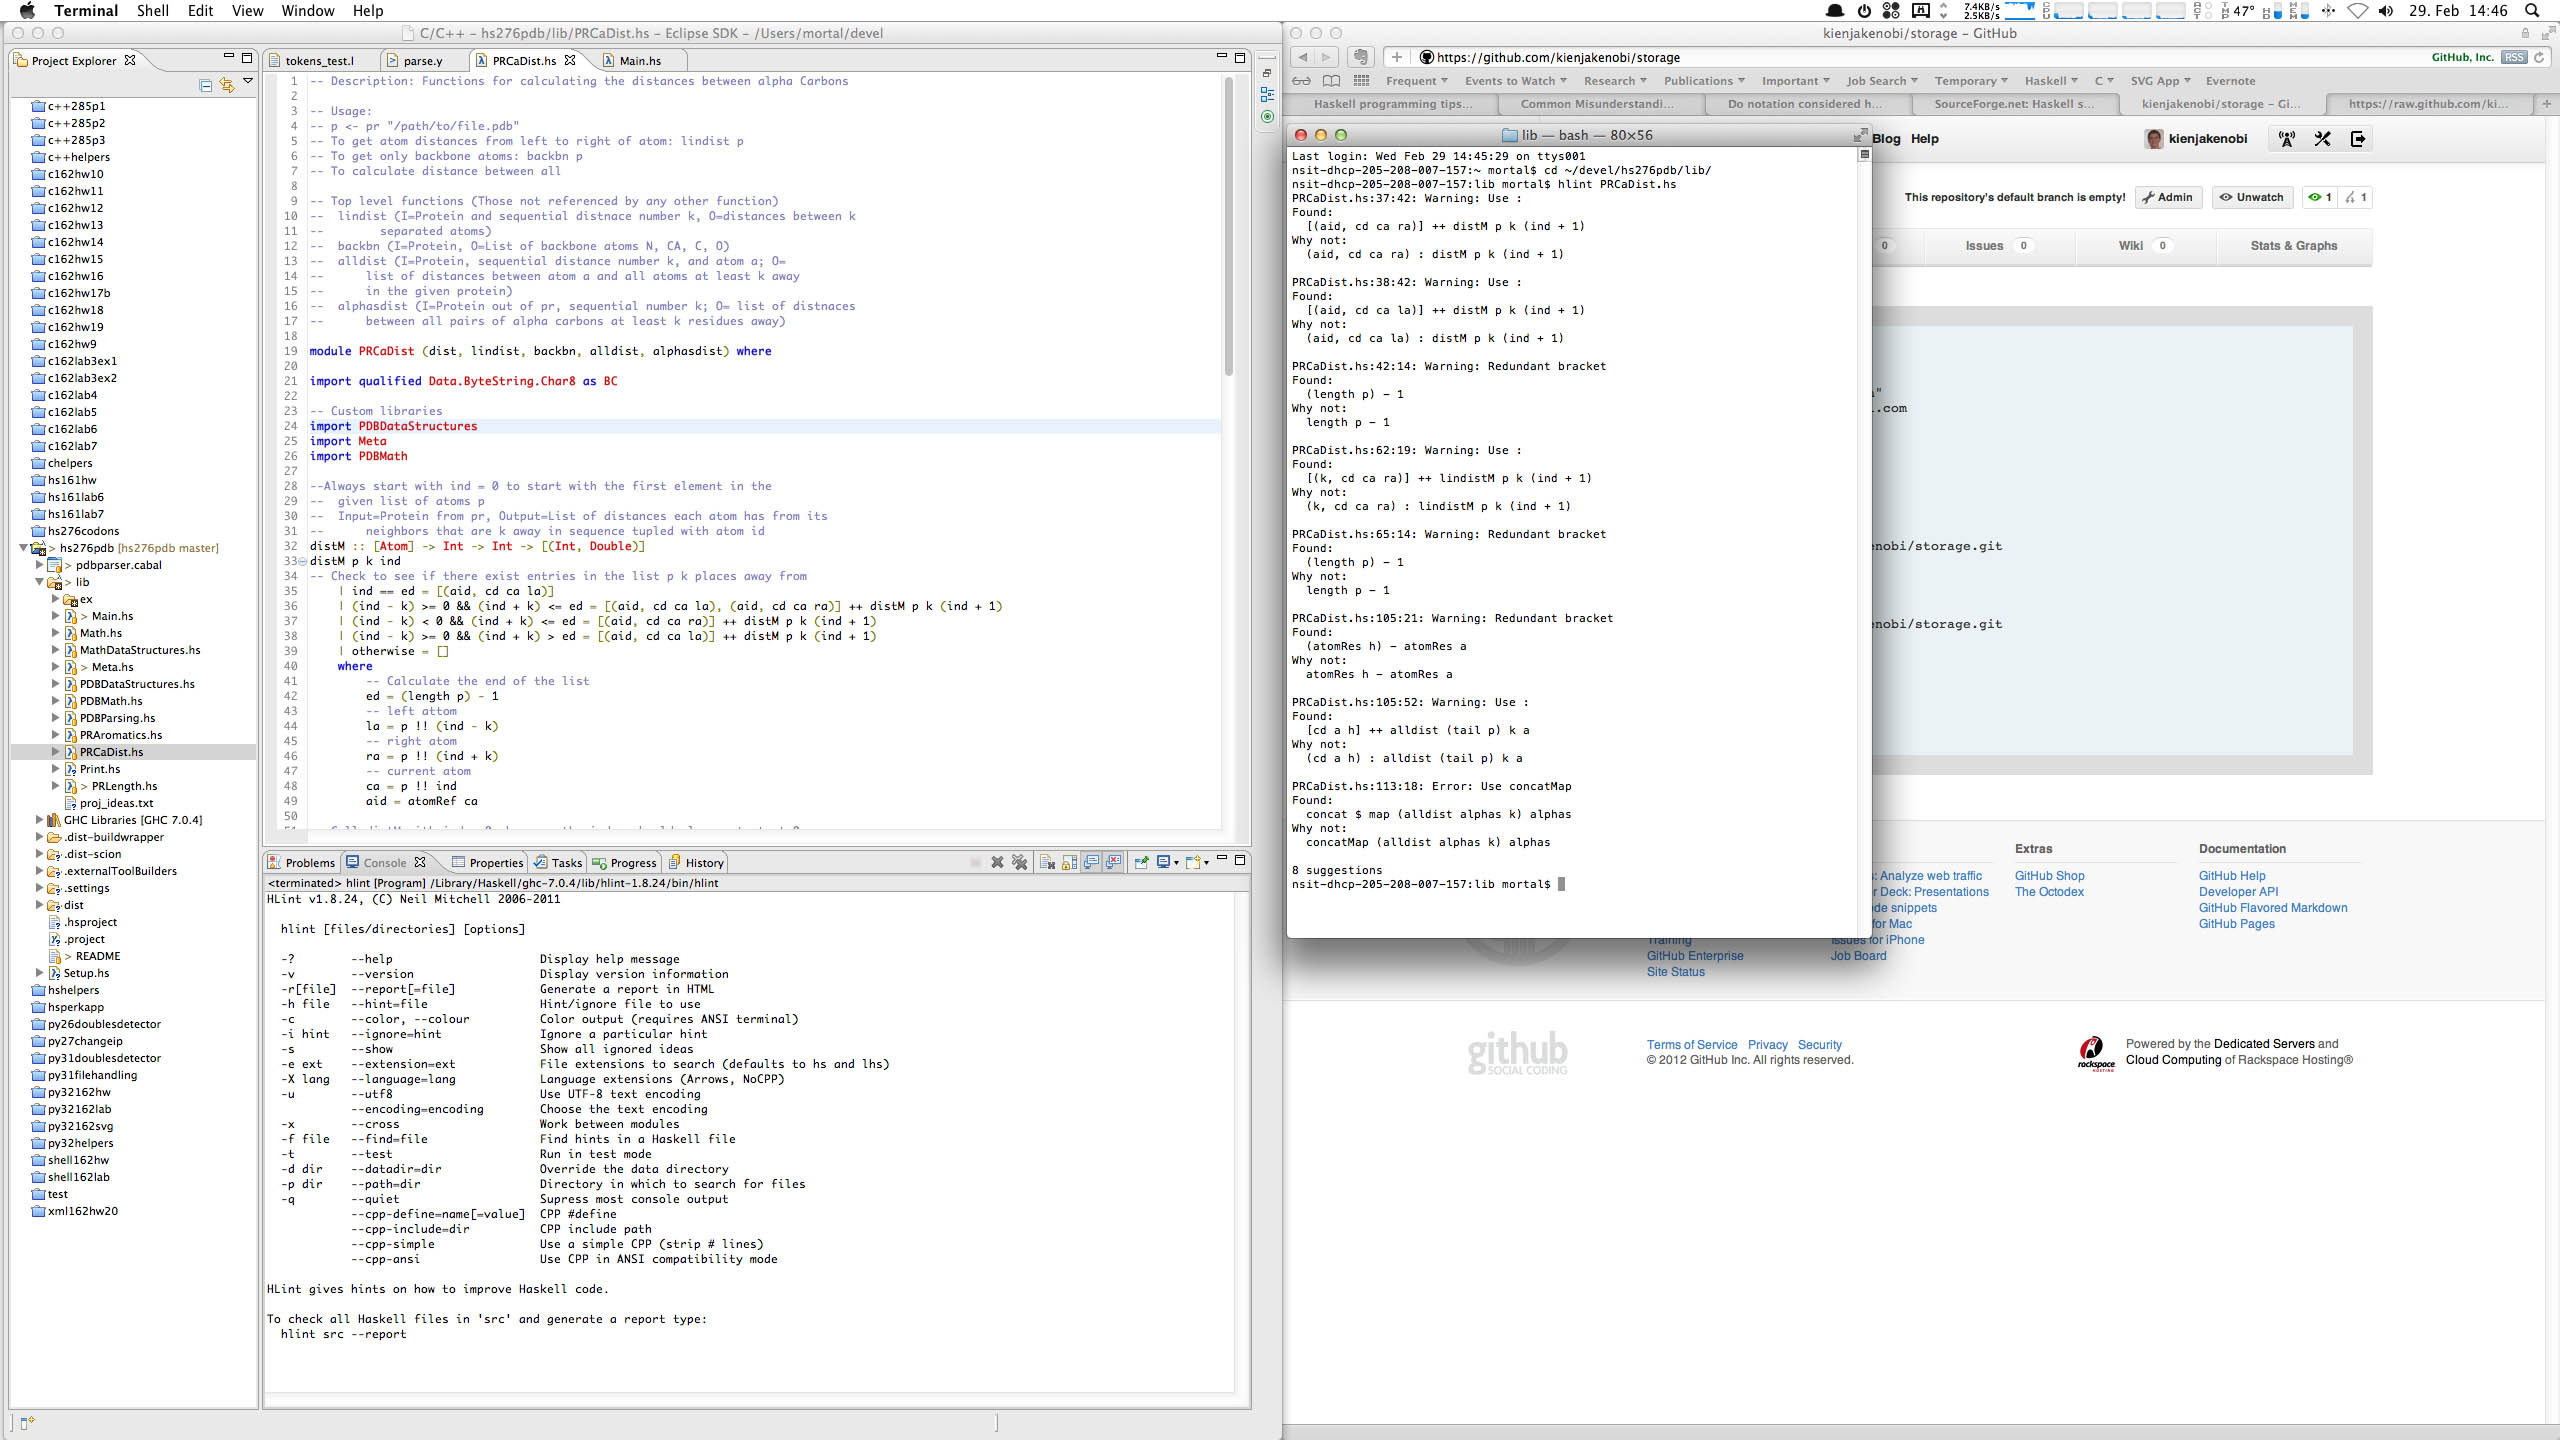 Terminal Shell Edit View Window Help
7.4KB/s
2.5KB/s
47° 29. Feb 14:46
C/C++ – hs276pdb/lib/PRCaDist.hs – Eclipse SDK – /Users/mortal/devel
Project Explorer
c++285p1
c++285p2
c++285p3
c++helpers
c162hw10
c162hw11
c162hw12
c162hw13
c162hw14
c162hw15
c162hw16
c162hw17b
c162hw18
c162hw19
c162hw9
c162lab3ex1
c162lab3ex2
c162lab4
c162lab5
c162lab6
c162lab7
chelpers
hs161hw
hs161lab6
hs161lab7
hs276codons
> hs276pdb [hs276pdb master]
> pdbparser.cabal
> lib
ex
> Main.hs
Math.hs
MathDataStructures.hs
> Meta.hs
PDBDataStructures.hs
PDBMath.hs
PDBParsing.hs
PRAromatics.hs
PRCaDist.hs
Print.hs
> PRLength.hs
proj_ideas.txt
GHC Libraries [GHC 7.0.4]
.dist-buildwrapper
.dist-scion
.externalToolBuilders
.settings
dist
.hsproject
.project
> README
Setup.hs
hshelpers
hsperkapp
py26doublesdetector
py27changeip
py31doublesdetector
py31filehandling
py32162hw
py32162lab
py32162svg
py32helpers
shell162hw
shell162lab
test
xml162hw20
tokens_test.l parse.y PRCaDist.hs Main.hs
1 -- Description: Functions for calculating the distances between alpha Carbons
2
3 -- Usage:
4 -- p <- pr "/path/to/file.pdb"
5 -- To get atom distances from left to right of atom: lindist p
6 -- To get only backbone atoms: backbn p
7 -- To calculate distance between all
8
9 -- Top level functions (Those not referenced by any other function)
10 -- lindist (I=Protein and sequential distnace number k, O=distances between k
11 -- separated atoms)
12 -- backbn (I=Protein, O=List of backbone atoms N, CA, C, O)
13 -- alldist (I=Protein, sequential distance number k, and atom a; O=
14 -- list of distances between atom a and all atoms at least k away
15 -- in the given protein)
16 -- alphasdist (I=Protein out of pr, sequential number k; O= list of distnaces
17 -- between all pairs of alpha carbons at least k residues away)
18
19 module PRCaDist (dist, lindist, backbn, alldist, alphasdist) where
20
21 import qualified Data.ByteString.Char8 as BC
22
23 -- Custom libraries
24 import PDBDataStructures
25 import Meta
26 import PDBMath
27
28 --Always start with ind = 0 to start with the first element in the
29 -- given list of atoms p
30 -- Input=Protein from pr, Output=List of distances each atom has from its
31 -- neighbors that are k away in sequence tupled with atom id
32 distM :: [Atom] -> Int -> Int -> [(Int, Double)]
33 distM p k ind
34 -- Check to see if there exist entries in the list p k places away from
35 | ind == ed = [(aid, cd ca la)]
36 | (ind - k) >= 0 && (ind + k) <= ed = [(aid, cd ca la), (aid, cd ca ra)] ++ distM p k (ind + 1)
37 | (ind - k) < 0 && (ind + k) <= ed = [(aid, cd ca ra)] ++ distM p k (ind + 1)
38 | (ind - k) >= 0 && (ind + k) > ed = [(aid, cd ca la)] ++ distM p k (ind + 1)
39 | otherwise = []
40 where
41 -- Calculate the end of the list
42 ed = (length p) - 1
43 -- left attom
44 la = p !! (ind - k)
45 -- right atom
46 ra = p !! (ind + k)
47 -- current atom
48 ca = p !! ind
49 aid = atomRef ca
50
Problems Console Properties Tasks Progress History
<terminated> hlint [Program] /Library/Haskell/ghc-7.0.4/lib/hlint-1.8.24/bin/hlint
HLint v1.8.24, (C) Neil Mitchell 2006-2011
hlint [files/directories] [options]
-? --help Display help message
-v --version Display version information
-r[file] --report[=file] Generate a report in HTML
-h file --hint=file Hint/ignore file to use
-c --color, --colour Color output (requires ANSI terminal)
-i hint --ignore=hint Ignore a particular hint
-s --show Show all ignored ideas
-e ext --extension=ext File extensions to search (defaults to hs and lhs)
-X lang --language=lang Language extensions (Arrows, NoCPP)
-u --utf8 Use UTF-8 text encoding
--encoding=encoding Choose the text encoding
-x --cross Work between modules
-f file --find=file Find hints in a Haskell file
-t --test Run in test mode
-d dir --datadir=dir Override the data directory
-p dir --path=dir Directory in which to search for files
-q --quiet Supress most console output
--cpp-define=name[=value] CPP #define
--cpp-include=dir CPP include path
--cpp-simple Use a simple CPP (strip # lines)
--cpp-ansi Use CPP in ANSI compatibility mode
HLint gives hints on how to improve Haskell code.
To check all Haskell files in 'src' and generate a report type:
hlint src --report
kienjakenobi/storage – GitHub
https://github.com/kienjakenobi/storage GitHub, Inc. RSS
Frequent Events to Watch Research Publications Important Job Search Temporary Haskell C SVG App Evernote
Haskell programming tips... Common Misunderstandi... Do notation considered h... SourceForge.net: Haskell s... kienjakenobi/storage – Gi... https://raw.github.com/ki...
Blog Help kienjakenobi
This repository's default branch is empty! Admin Unwatch 1 1
0 Issues 0 Wiki 0 Stats & Graphs
.com
enobi/storage.git
enobi/storage.git
lib — bash — 80×56
Last login: Wed Feb 29 14:45:29 on ttys001
nsit-dhcp-205-208-007-157:~ mortal$ cd ~/devel/hs276pdb/lib/
nsit-dhcp-205-208-007-157:lib mortal$ hlint PRCaDist.hs
PRCaDist.hs:37:42: Warning: Use :
Found:
[(aid, cd ca ra)] ++ distM p k (ind + 1)
Why not:
(aid, cd ca ra) : distM p k (ind + 1)
PRCaDist.hs:38:42: Warning: Use :
Found:
[(aid, cd ca la)] ++ distM p k (ind + 1)
Why not:
(aid, cd ca la) : distM p k (ind + 1)
PRCaDist.hs:42:14: Warning: Redundant bracket
Found:
(length p) - 1
Why not:
length p - 1
PRCaDist.hs:62:19: Warning: Use :
Found:
[(k, cd ca ra)] ++ lindistM p k (ind + 1)
Why not:
(k, cd ca ra) : lindistM p k (ind + 1)
PRCaDist.hs:65:14: Warning: Redundant bracket
Found:
(length p) - 1
Why not:
length p - 1
PRCaDist.hs:105:21: Warning: Redundant bracket
Found:
(atomRes h) - atomRes a
Why not:
atomRes h - atomRes a
PRCaDist.hs:105:52: Warning: Use :
Found:
[cd a h] ++ alldist (tail p) k a
Why not:
(cd a h) : alldist (tail p) k a
PRCaDist.hs:113:18: Error: Use concatMap
Found:
concat $ map (alldist alphas k) alphas
Why not:
concatMap (alldist alphas k) alphas
8 suggestions
nsit-dhcp-205-208-007-157:lib mortal$
Extras Documentation
: Analyze web traffic GitHub Shop GitHub Help
r Deck: Presentations The Octodex Developer API
de snippets GitHub Flavored Markdown
for Mac GitHub Pages
Training Issues for iPhone
GitHub Enterprise Job Board
Site Status
github
SOCIAL CODING
Terms of Service Privacy Security
© 2012 GitHub Inc. All rights reserved.
rackspace
HOSTING
Powered by the Dedicated Servers and
Cloud Computing of Rackspace Hosting®